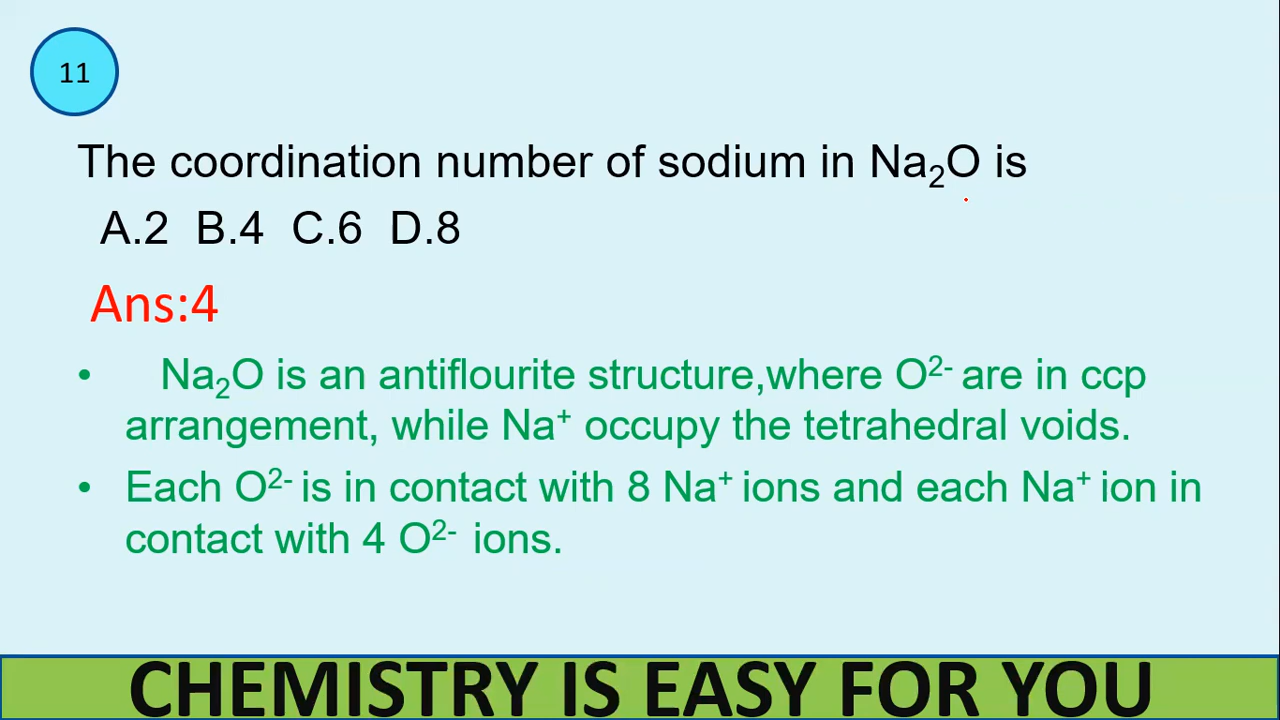 11
The coordination number of sodium in Na₂O is
A.2 B.4 C.6 D.8
Ans:4
• Na₂O is an antiflourite structure,where O²⁻ are in ccp
arrangement, while Na⁺ occupy the tetrahedral voids.
• Each O²⁻ is in contact with 8 Na⁺ ions and each Na⁺ ion in
contact with 4 O²⁻ ions.
CHEMISTRY IS EASY FOR YOU